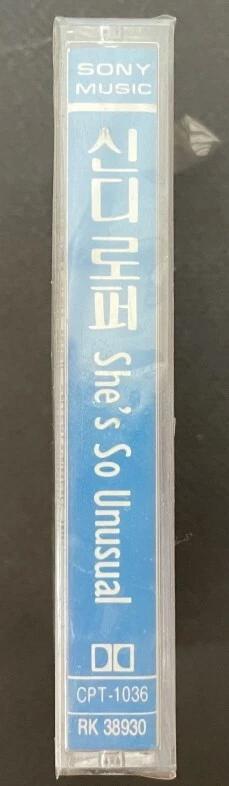 SONY
MUSIC
신디 로퍼 She's So Unusual
CPT-1036
RK 38930